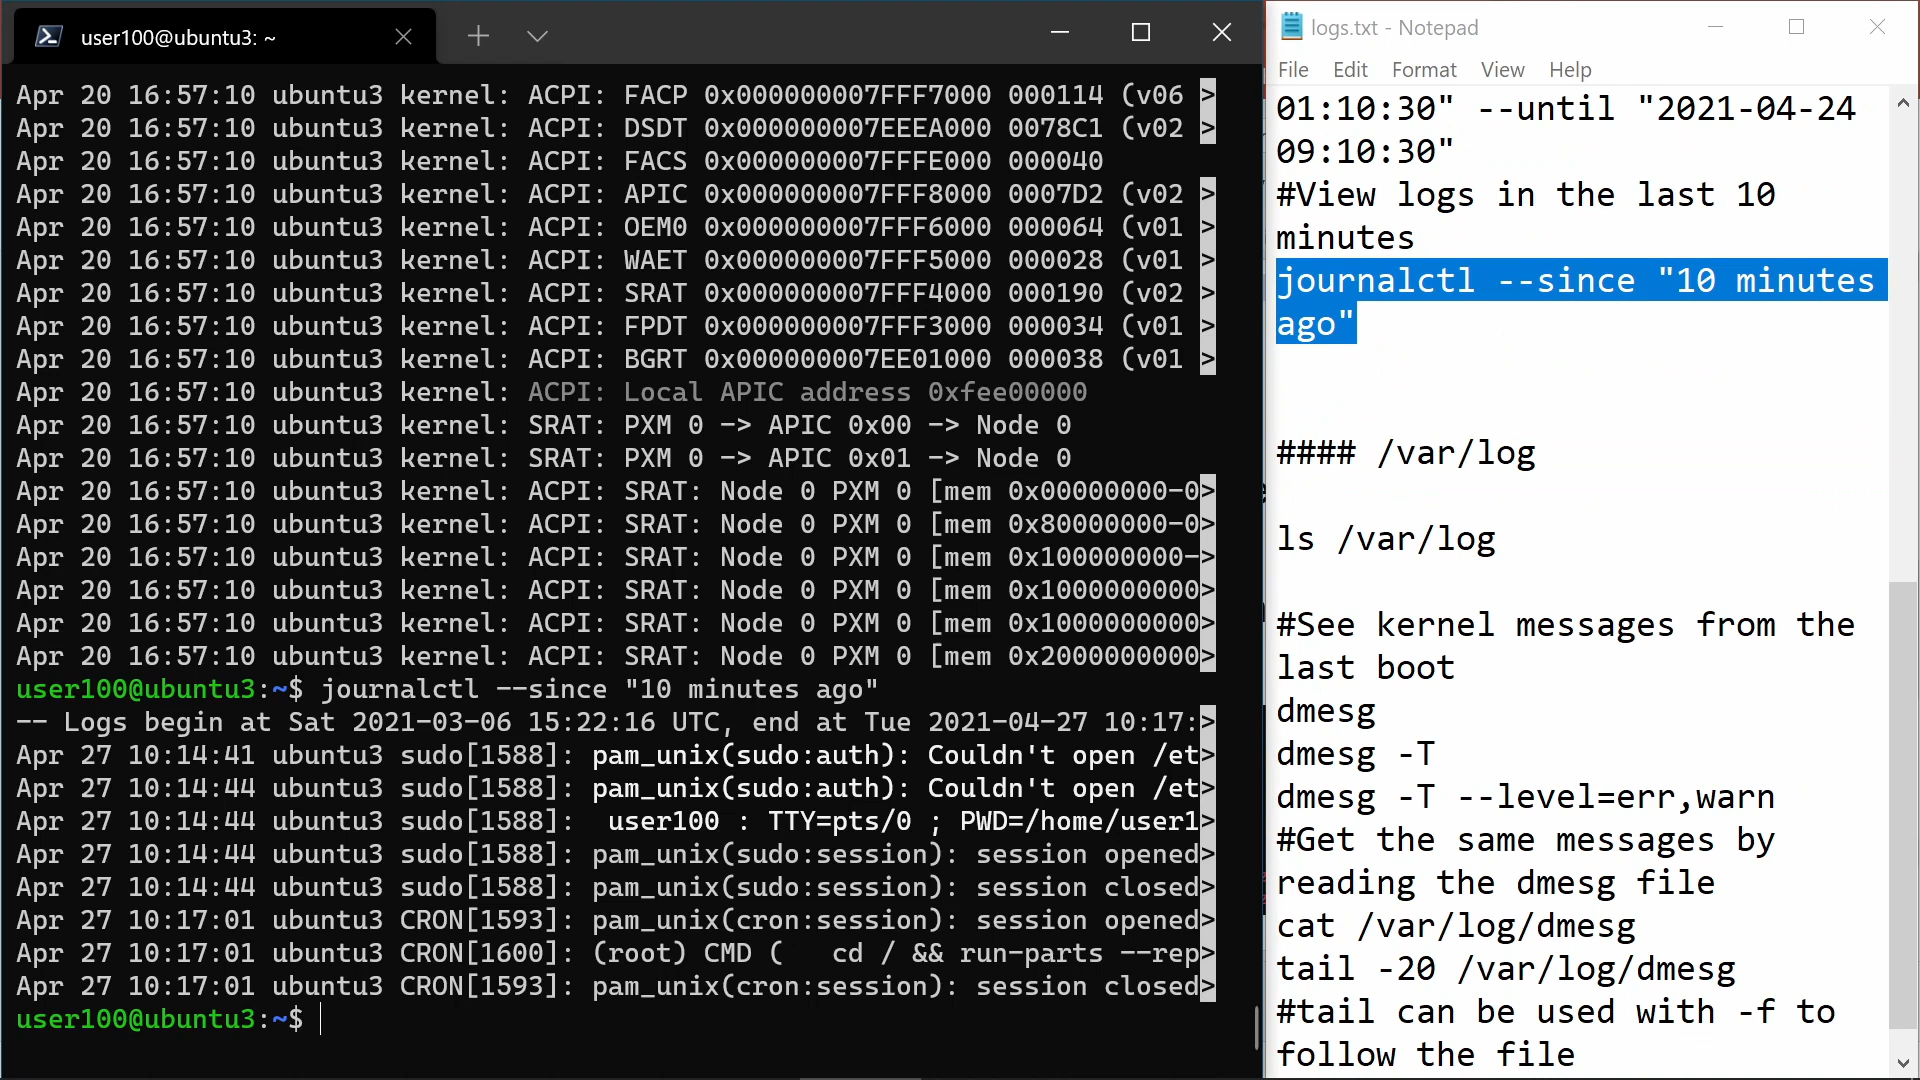 user100@ubuntu3: ~
Apr 20 16:57:10 ubuntu3 kernel: ACPI: FACP 0x000000007FFF7000 000114 (v06 >
Apr 20 16:57:10 ubuntu3 kernel: ACPI: DSDT 0x000000007EEEA000 0078C1 (v02 >
Apr 20 16:57:10 ubuntu3 kernel: ACPI: FACS 0x000000007FFFE000 000040
Apr 20 16:57:10 ubuntu3 kernel: ACPI: APIC 0x000000007FFF8000 0007D2 (v02 >
Apr 20 16:57:10 ubuntu3 kernel: ACPI: OEM0 0x000000007FFF6000 000064 (v01 >
Apr 20 16:57:10 ubuntu3 kernel: ACPI: WAET 0x000000007FFF5000 000028 (v01 >
Apr 20 16:57:10 ubuntu3 kernel: ACPI: SRAT 0x000000007FFF4000 000190 (v02 >
Apr 20 16:57:10 ubuntu3 kernel: ACPI: FPDT 0x000000007FFF3000 000034 (v01 >
Apr 20 16:57:10 ubuntu3 kernel: ACPI: BGRT 0x000000007EE01000 000038 (v01 >
Apr 20 16:57:10 ubuntu3 kernel: ACPI: Local APIC address 0xfee00000
Apr 20 16:57:10 ubuntu3 kernel: SRAT: PXM 0 -> APIC 0x00 -> Node 0
Apr 20 16:57:10 ubuntu3 kernel: SRAT: PXM 0 -> APIC 0x01 -> Node 0
Apr 20 16:57:10 ubuntu3 kernel: ACPI: SRAT: Node 0 PXM 0 [mem 0x00000000-0>
Apr 20 16:57:10 ubuntu3 kernel: ACPI: SRAT: Node 0 PXM 0 [mem 0x80000000-0>
Apr 20 16:57:10 ubuntu3 kernel: ACPI: SRAT: Node 0 PXM 0 [mem 0x100000000->
Apr 20 16:57:10 ubuntu3 kernel: ACPI: SRAT: Node 0 PXM 0 [mem 0x1000000000>
Apr 20 16:57:10 ubuntu3 kernel: ACPI: SRAT: Node 0 PXM 0 [mem 0x1000000000>
Apr 20 16:57:10 ubuntu3 kernel: ACPI: SRAT: Node 0 PXM 0 [mem 0x2000000000>
user100@ubuntu3:~$ journalctl --since "10 minutes ago"
-- Logs begin at Sat 2021-03-06 15:22:16 UTC, end at Tue 2021-04-27 10:17:>
Apr 27 10:14:41 ubuntu3 sudo[1588]: pam_unix(sudo:auth): Couldn't open /et>
Apr 27 10:14:44 ubuntu3 sudo[1588]: pam_unix(sudo:auth): Couldn't open /et>
Apr 27 10:14:44 ubuntu3 sudo[1588]:  user100 : TTY=pts/0 ; PWD=/home/user1>
Apr 27 10:14:44 ubuntu3 sudo[1588]: pam_unix(sudo:session): session opened>
Apr 27 10:14:44 ubuntu3 sudo[1588]: pam_unix(sudo:session): session closed>
Apr 27 10:17:01 ubuntu3 CRON[1593]: pam_unix(cron:session): session opened>
Apr 27 10:17:01 ubuntu3 CRON[1600]: (root) CMD (   cd / && run-parts --rep>
Apr 27 10:17:01 ubuntu3 CRON[1593]: pam_unix(cron:session): session closed>
user100@ubuntu3:~$
logs.txt - Notepad
File Edit Format View Help
01:10:30" --until "2021-04-24
09:10:30"
#View logs in the last 10
minutes
journalctl --since "10 minutes
ago"
#### /var/log
ls /var/log
#See kernel messages from the
last boot
dmesg
dmesg -T
dmesg -T --level=err,warn
#Get the same messages by
reading the dmesg file
cat /var/log/dmesg
tail -20 /var/log/dmesg
#tail can be used with -f to
follow the file